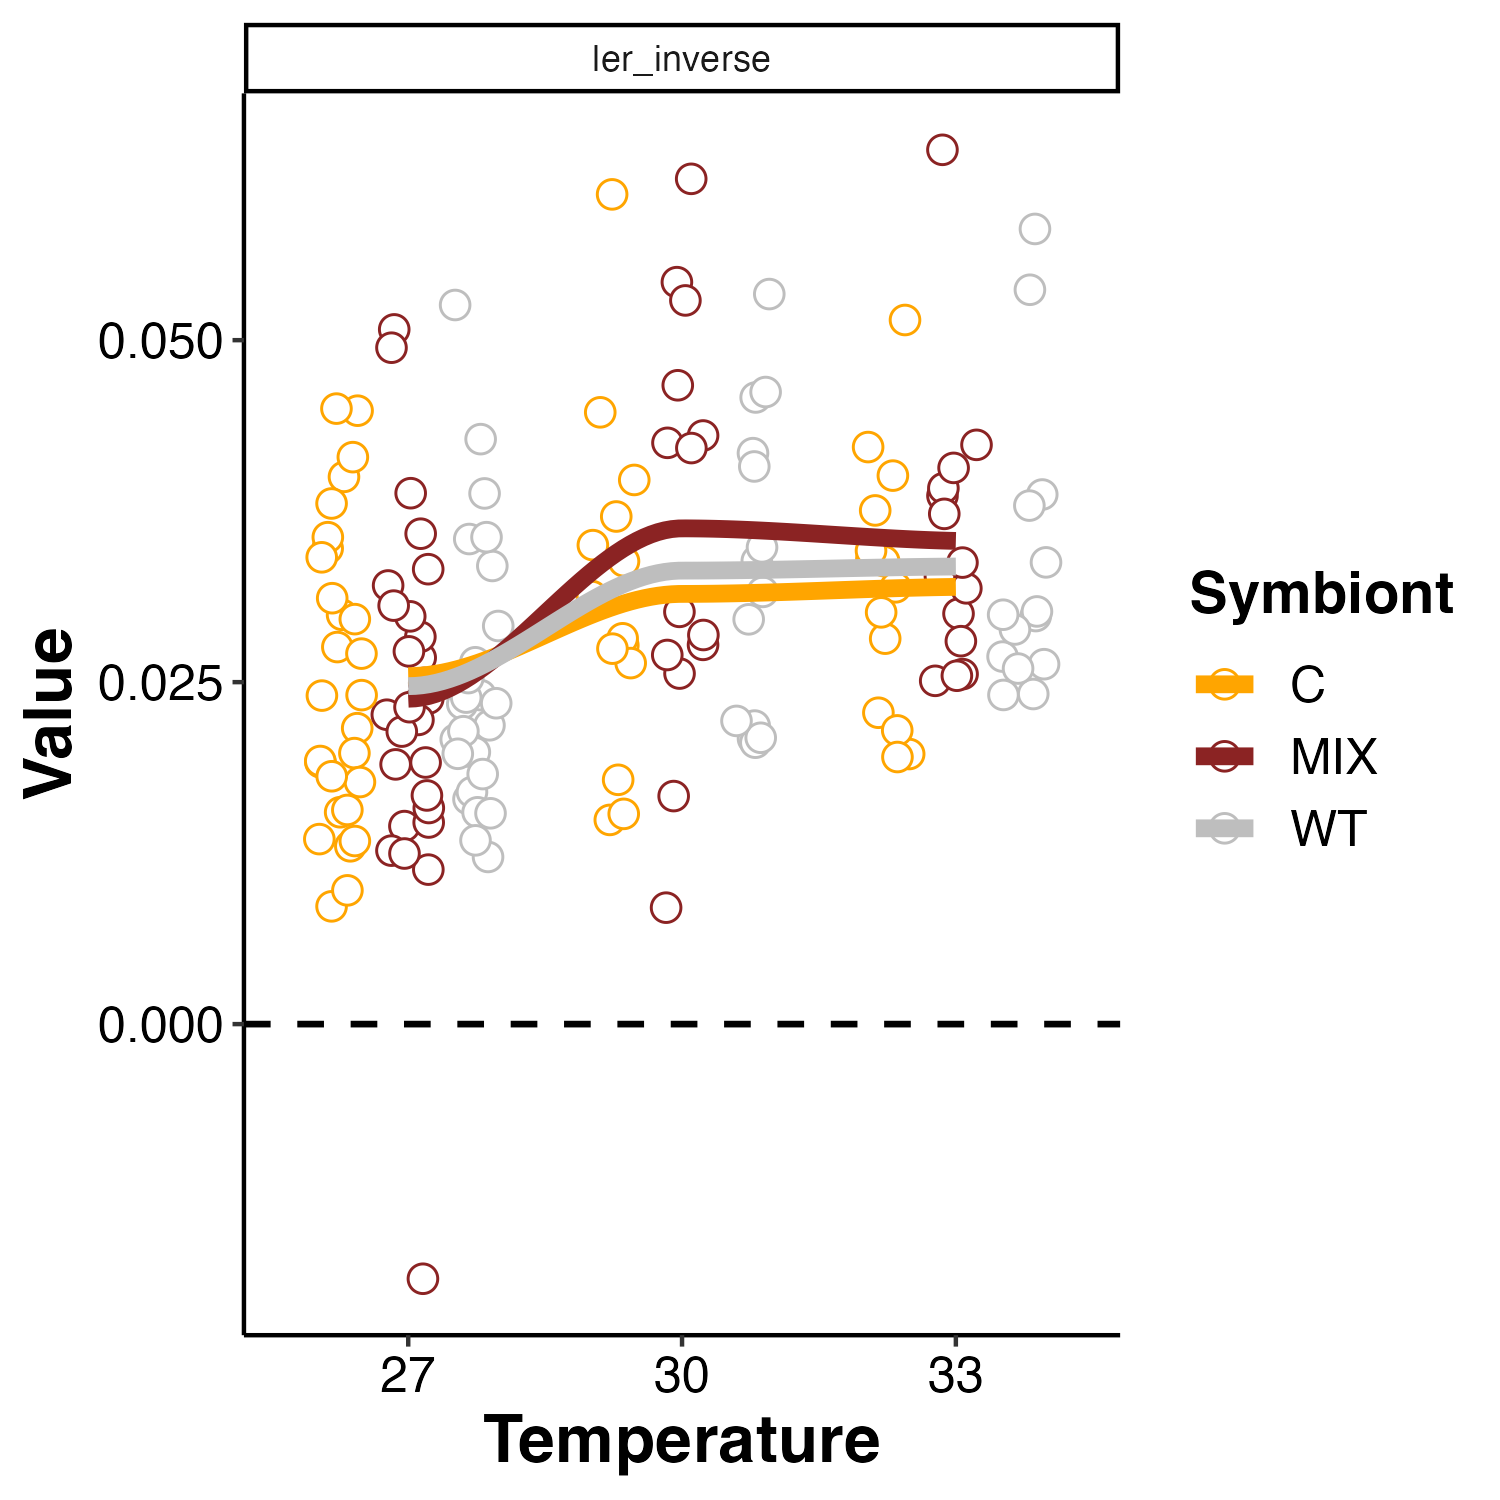 ler_inverse
Value
0.050
0.025
0.000
27 30 33
Temperature
Symbiont
C
MIX
WT